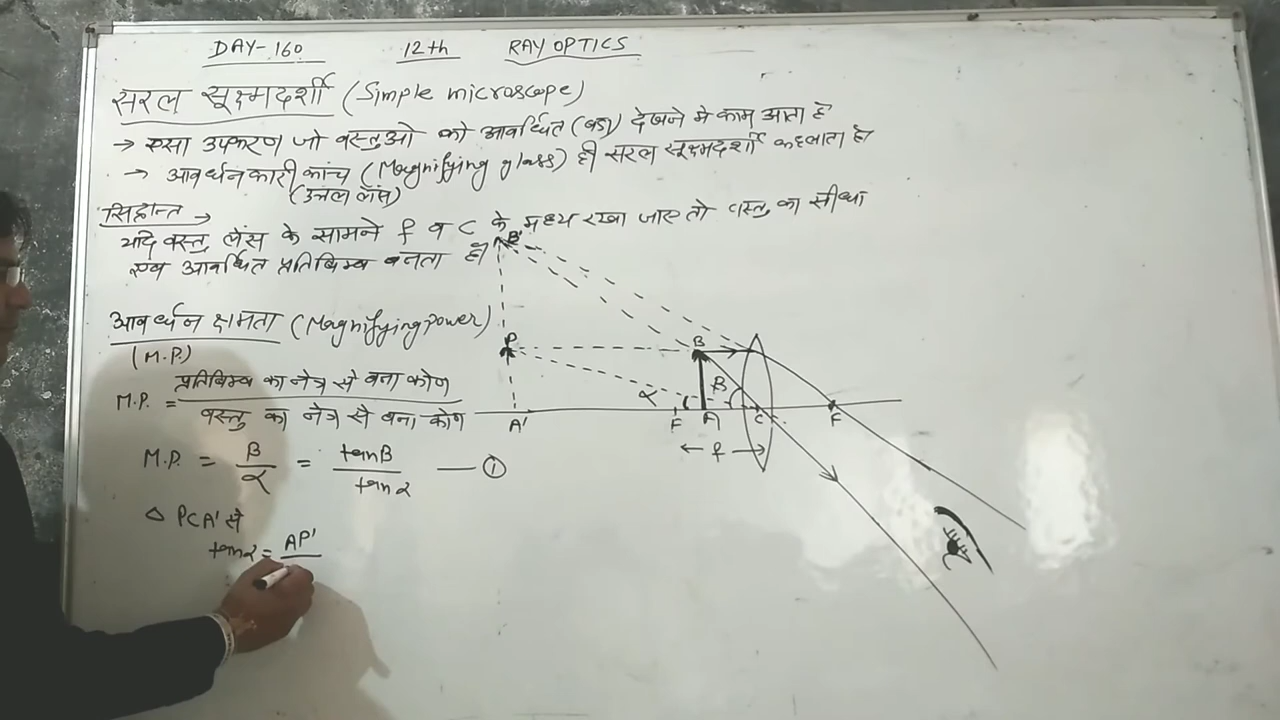 DAY-160 12th RAY OPTICS
सरल सूक्ष्मदर्शी (Simple microscope)
→ ऐसा उपकरण जो वस्तुओ को आवर्धित (बडा) देखने मे काम आता है
→ आवर्धनकारी कांच (Magnifying glass) ही सरल सूक्ष्मदर्शी कहलाता है
(उत्तल लेंस)
सिद्धान्त →
यदि वस्तु लेंस के सामने f व C के मध्य रखा जाए तो वस्तु का सीधा
एवं आवर्धित प्रतिबिम्ब बनता है
B'
आवर्धन क्षमता (Magnifying power)
(M.P.)
P B
M.P. = प्रतिबिम्ब का नेत्र से बना कोण / वस्तु का नेत्र से बना कोण
α β
A' F A C F
← f →
M.P. = β/α = tanβ/tanα — ①
△ PCA' से
tanα = AP'